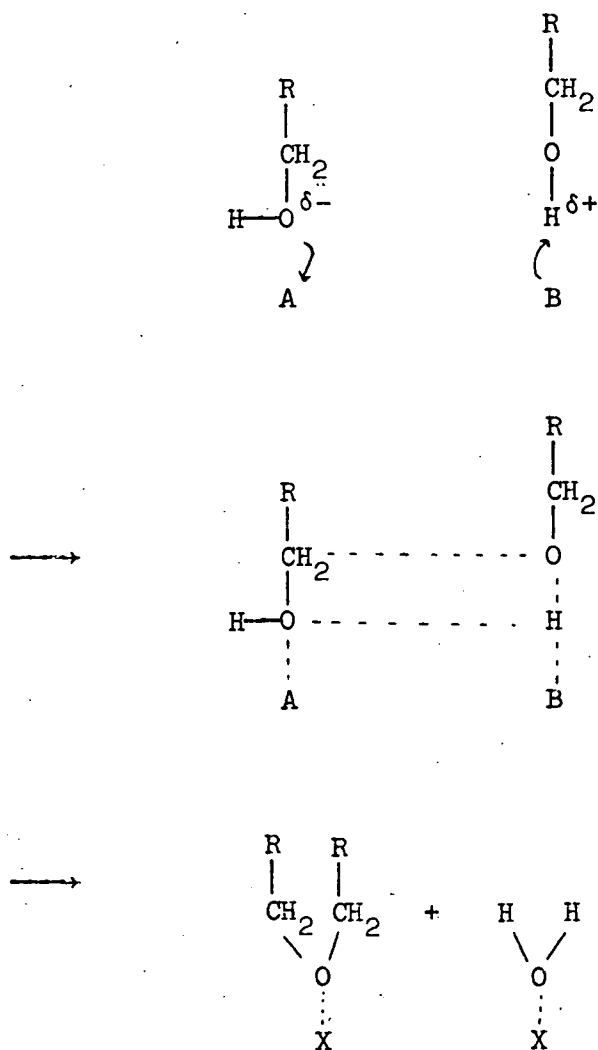 R
R
CH2
CH2
O
H—O δ–
H δ+
A B
R
R
CH2
⟶ CH2 O
H—O H
A B
R R
⟶ CH2 CH2 + H H
O O
X X